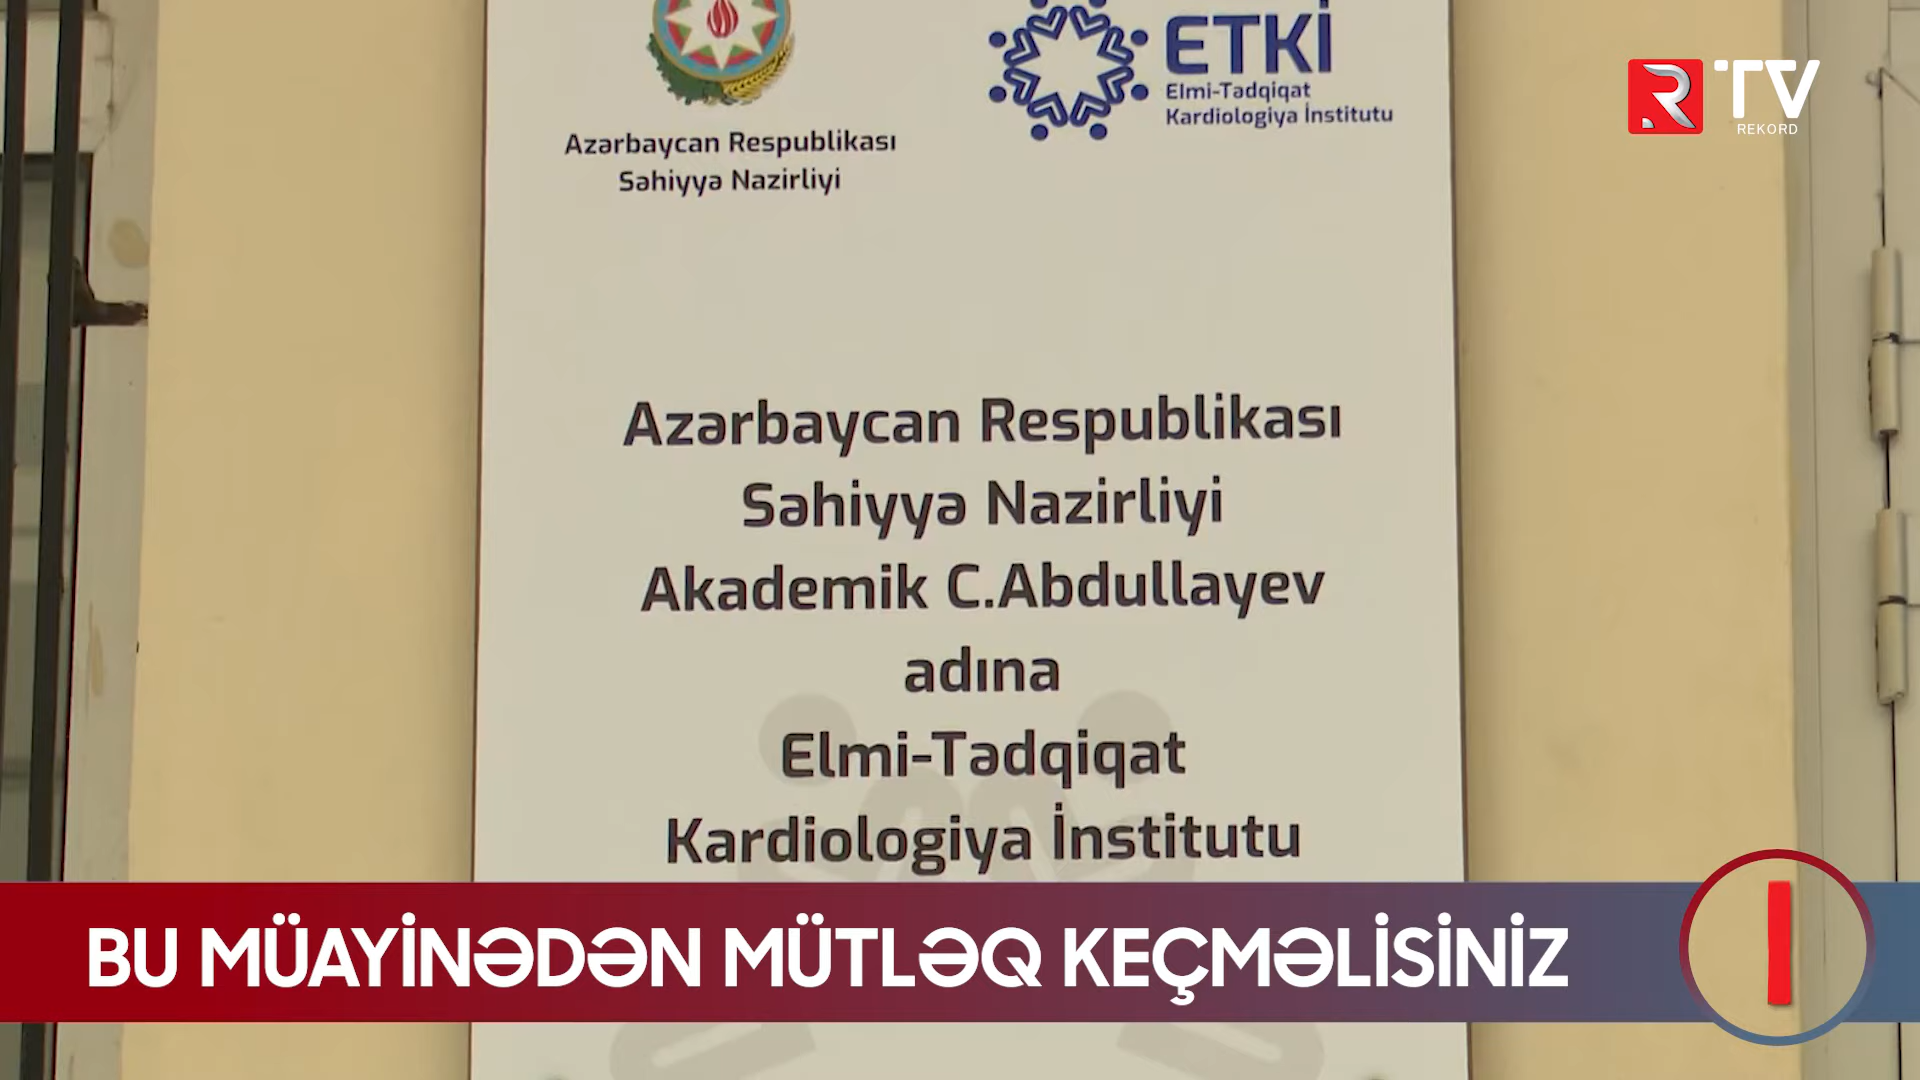 ETKİ
Elmi-Tədqiqat
Kardiologiya İnstitutu
Azərbaycan Respublikası
Səhiyyə Nazirliyi
R TV
REKORD
Azərbaycan Respublikası
Səhiyyə Nazirliyi
Akademik C.Abdullayev
adına
Elmi-Tədqiqat
Kardiologiya İnstitutu
BU MÜAYİNƏDƏN MÜTLƏQ KEÇMƏLİSİNİZ